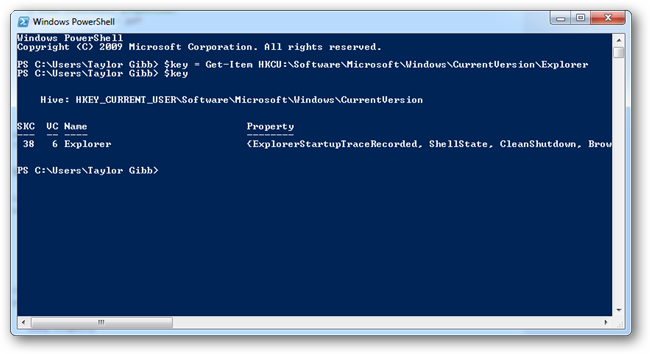 Windows PowerShell
Windows PowerShell
Copyright (C) 2009 Microsoft Corporation. All rights reserved.
PS C:\Users\Taylor Gibb> $key = Get-Item HKCU:\Software\Microsoft\Windows\CurrentVersion\Explorer
PS C:\Users\Taylor Gibb> $key
Hive: HKEY_CURRENT_USER\Software\Microsoft\Windows\CurrentVersion
SKC VC Name Property
--- -- ---- --------
38 6 Explorer {ExplorerStartupTraceRecorded, ShellState, CleanShutdown, Brow
PS C:\Users\Taylor Gibb>